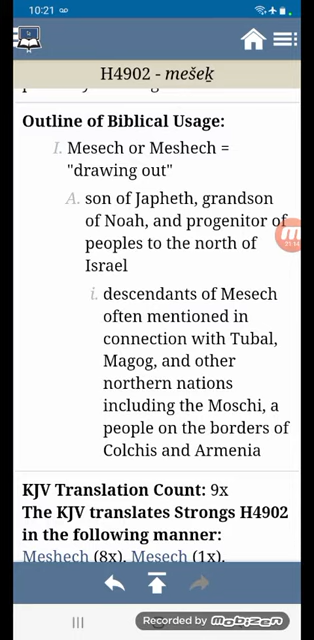 10:21
H4902 - mešeḵ
Outline of Biblical Usage:
I. Mesech or Meshech =
"drawing out"
A. son of Japheth, grandson
of Noah, and progenitor of
peoples to the north of
Israel
i. descendants of Mesech
often mentioned in
connection with Tubal,
Magog, and other
northern nations
including the Moschi, a
people on the borders of
Colchis and Armenia
KJV Translation Count: 9x
The KJV translates Strongs H4902
in the following manner:
Meshech (8x), Mesech (1x).
Recorded by mobizen